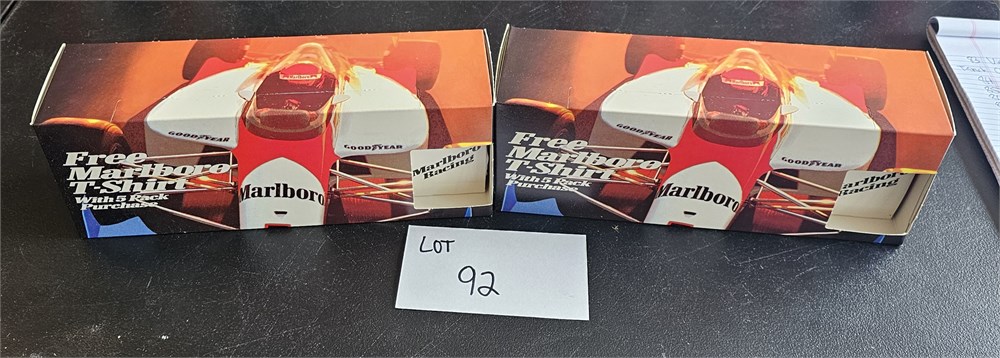 GOODYEAR
GOODYEAR
Free
Marlboro
T-Shirt
With 5 Pack
Purchase
Marlboro
Marlboro
Racing
GOODYEAR
GOODYEAR
Free
Marlboro
T-Shirt
With 5 Pack
Purchase
Marlboro
arlboro
Racing
LOT
92